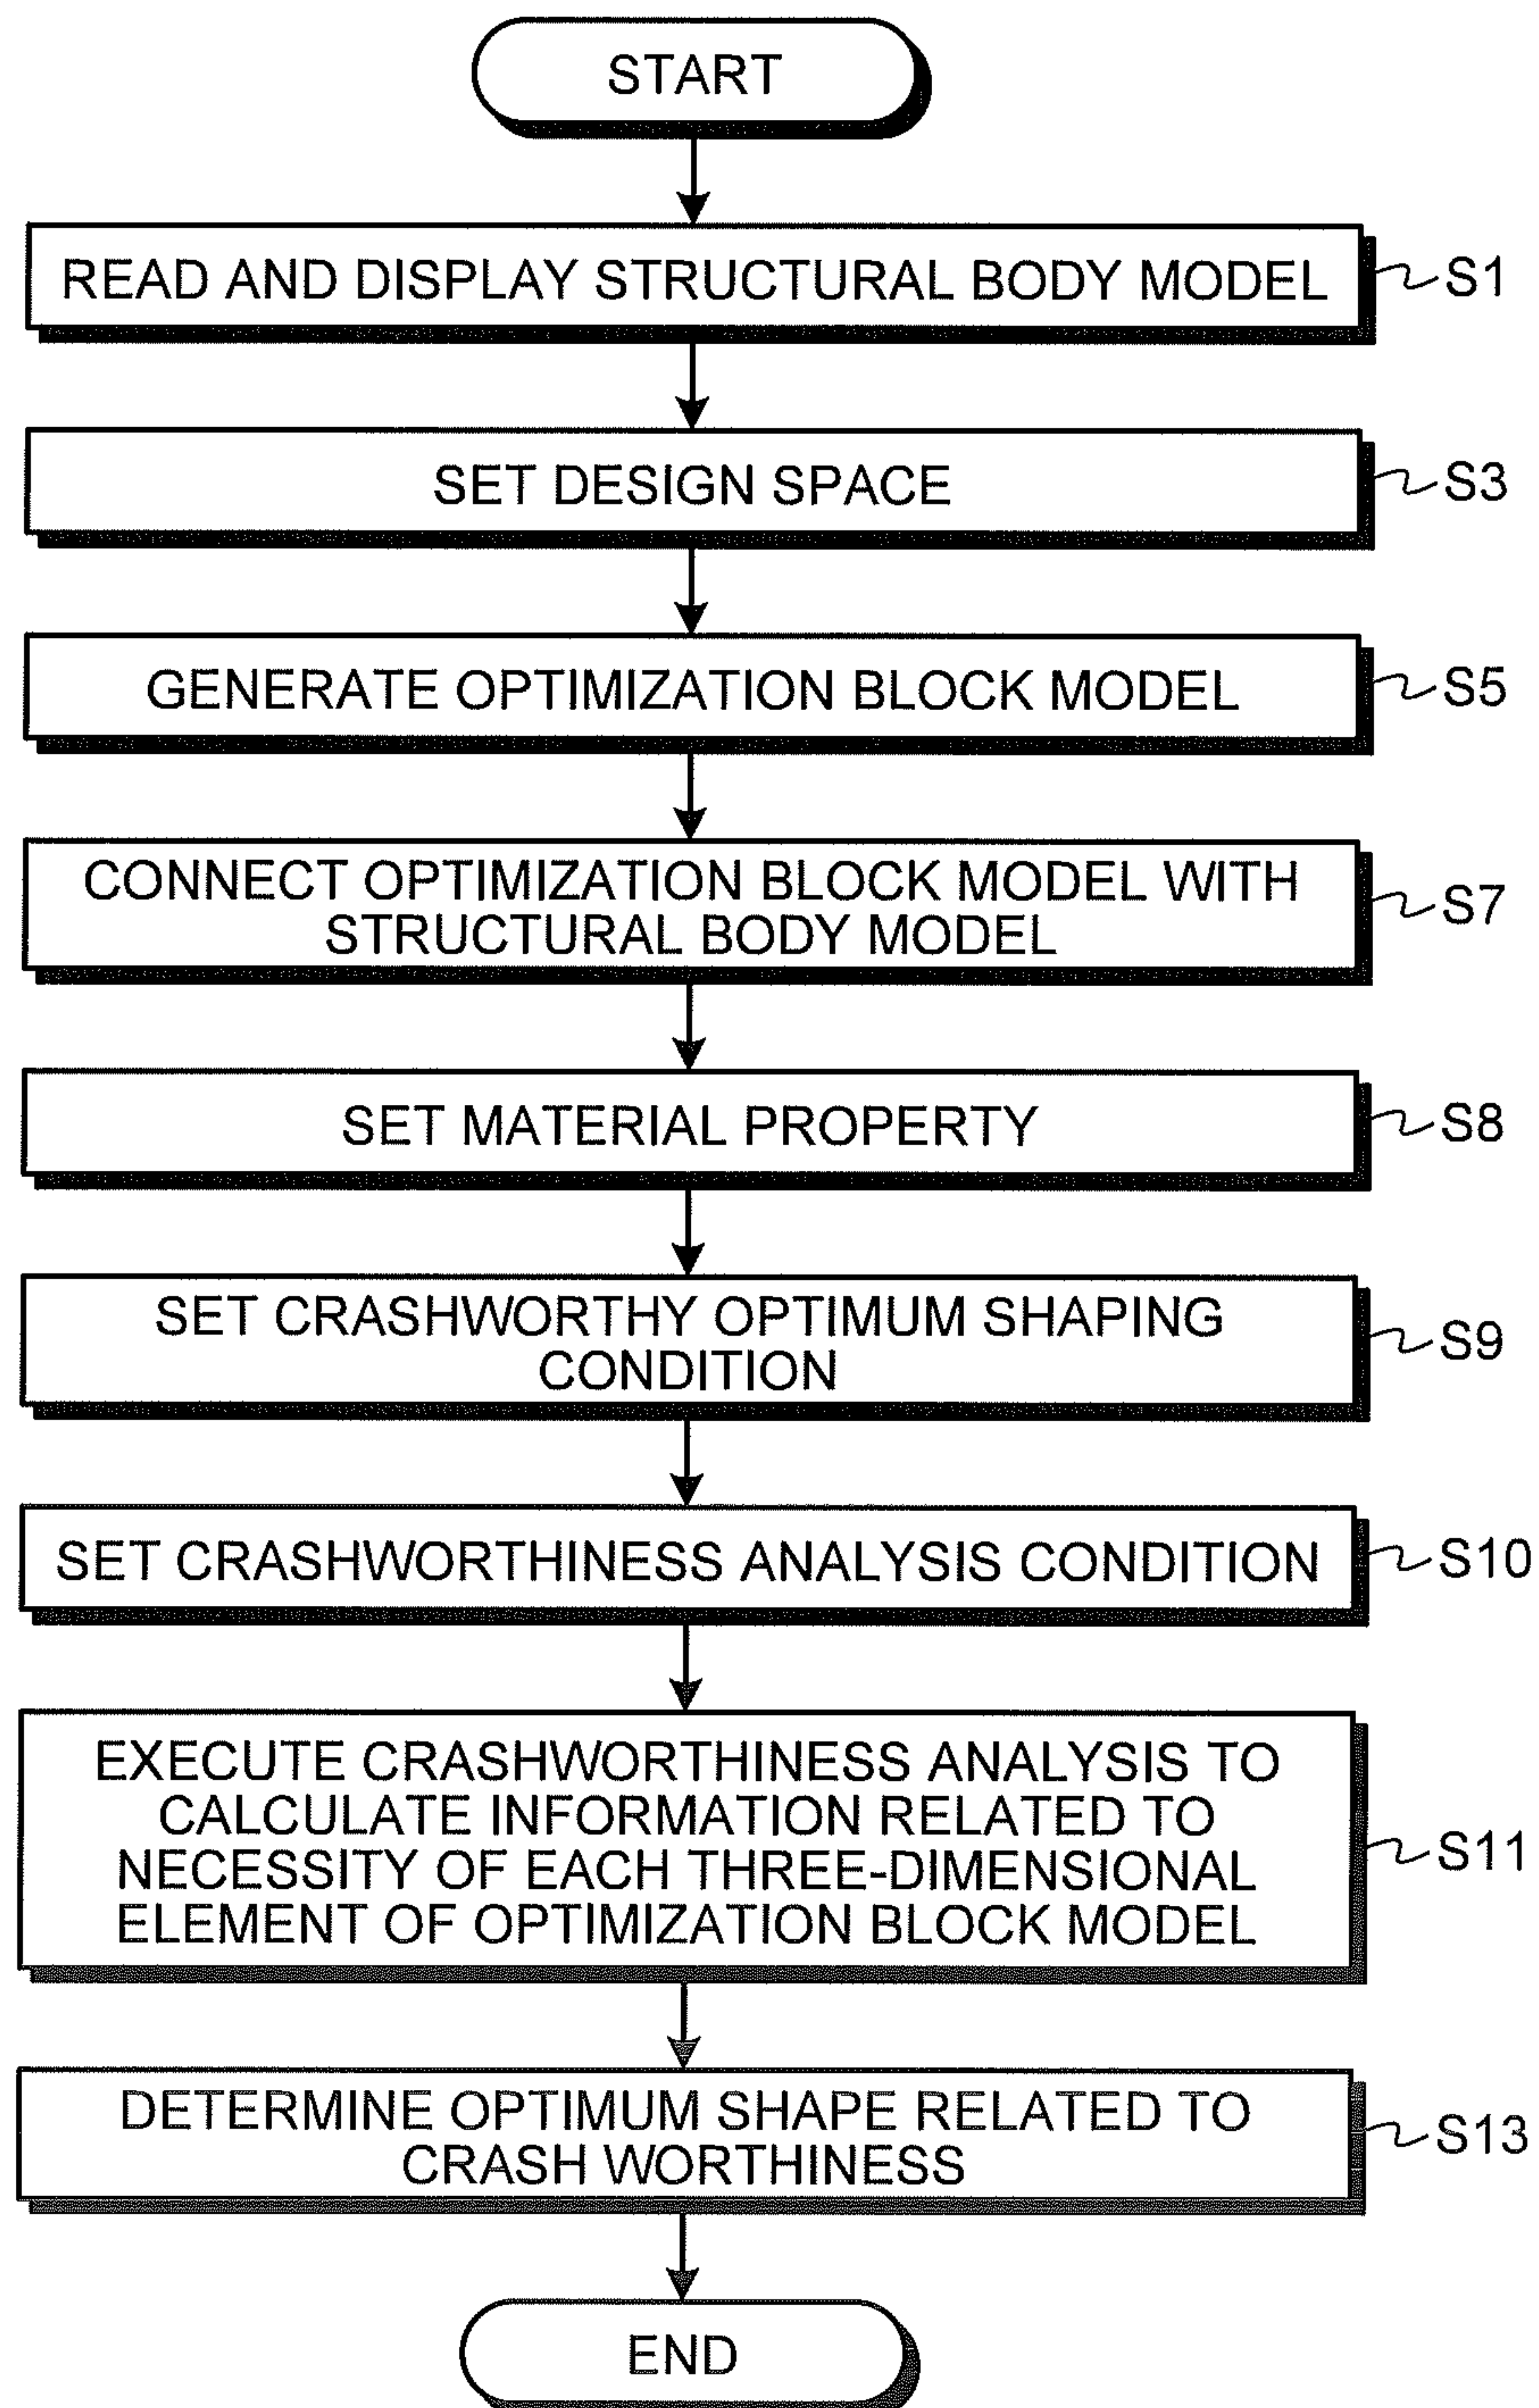 START
READ AND DISPLAY STRUCTURAL BODY MODEL
S1
SET DESIGN SPACE
S3
GENERATE OPTIMIZATION BLOCK MODEL
S5
CONNECT OPTIMIZATION BLOCK MODEL WITH
STRUCTURAL BODY MODEL
S7
SET MATERIAL PROPERTY
S8
SET CRASHWORTHY OPTIMUM SHAPING
CONDITION
S9
SET CRASHWORTHINESS ANALYSIS CONDITION
S10
EXECUTE CRASHWORTHINESS ANALYSIS TO
CALCULATE INFORMATION RELATED TO
NECESSITY OF EACH THREE-DIMENSIONAL
ELEMENT OF OPTIMIZATION BLOCK MODEL
S11
DETERMINE OPTIMUM SHAPE RELATED TO
CRASH WORTHINESS
S13
END